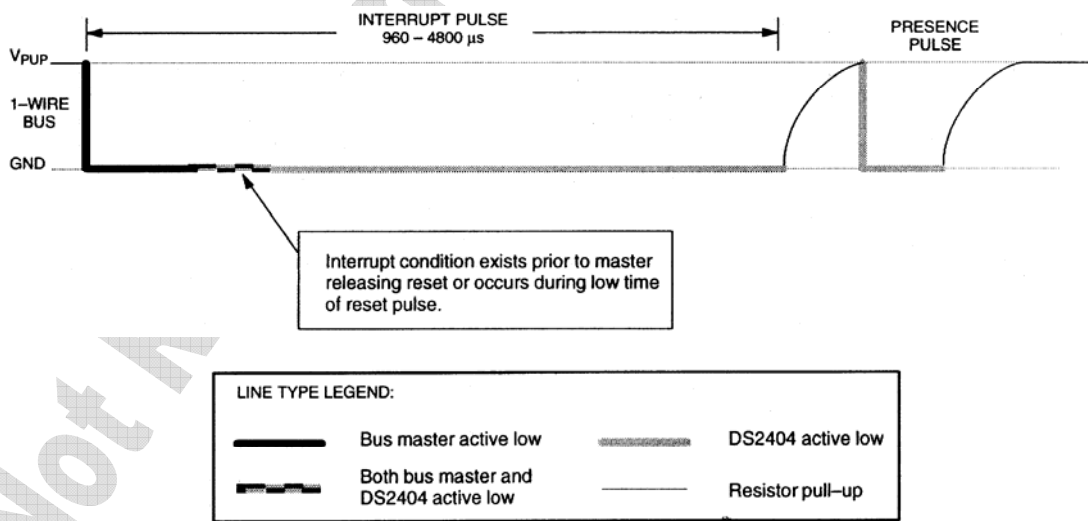 INTERRUPT PULSE
960 – 4800 µs
PRESENCE
PULSE
VPUP
1–WIRE
BUS
GND
Interrupt condition exists prior to master
releasing reset or occurs during low time
of reset pulse.
LINE TYPE LEGEND:
Bus master active low
DS2404 active low
Both bus master and
DS2404 active low
Resistor pull–up
Not